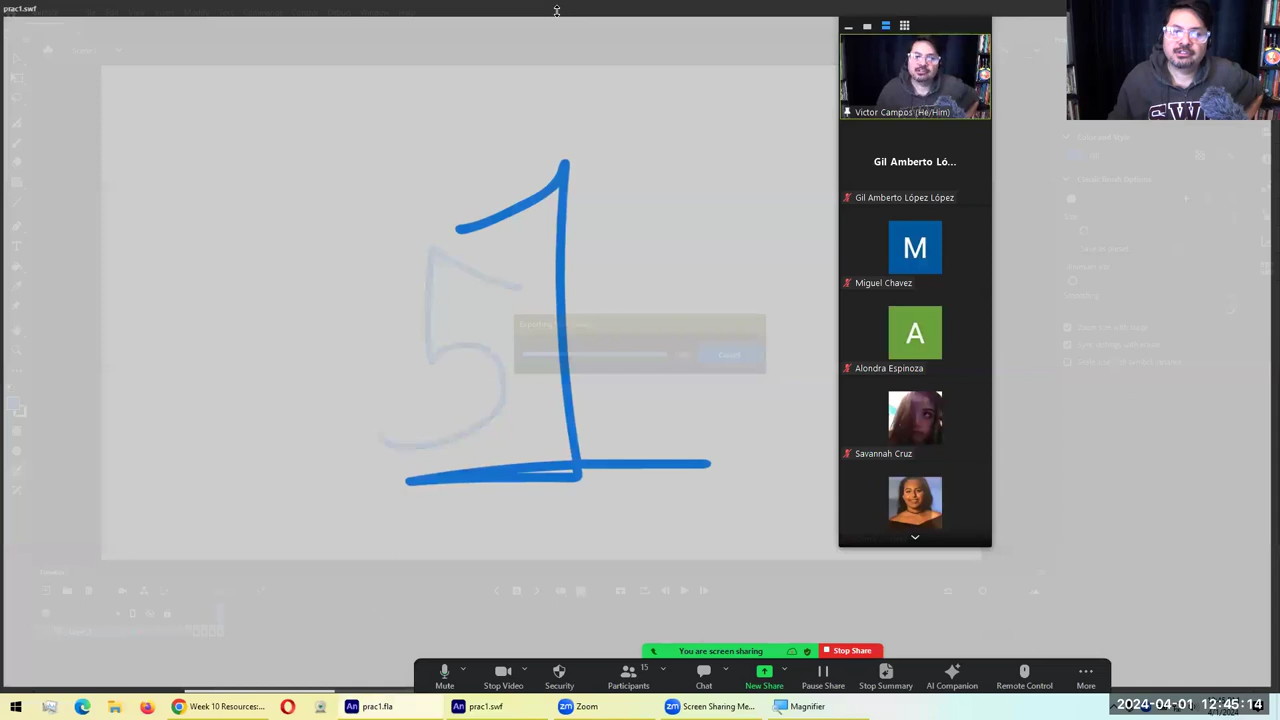 prac1.swf
Victor Campos (He/Him)
Gil Amberto Ló...
Gil Amberto López López
M
Miguel Chavez
A
Alondra Espinoza
Savannah Cruz
5
1
Cancel
You are screen sharing
Stop Share
15
Mute
Stop Video
Security
Participants
Chat
New Share
Pause Share
Stop Summary
AI Companion
Remote Control
More
Week 10 Resources:...
prac1.fla
prac1.swf
Zoom
Screen Sharing Me...
Magnifier
2024-04-01 12:45:14